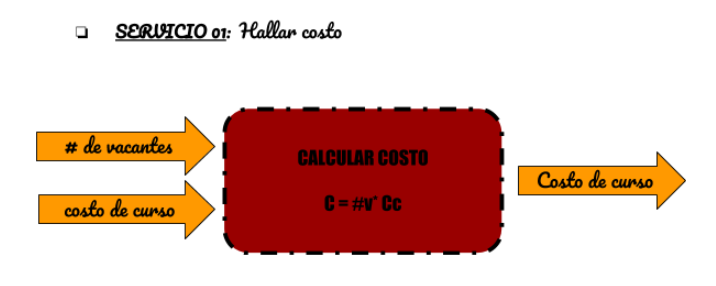 ❏ SERVICIO 01: Hallar costo
# de vacantes
costo de curso
CALCULAR COSTO
C = #v* Cc
Costo de curso